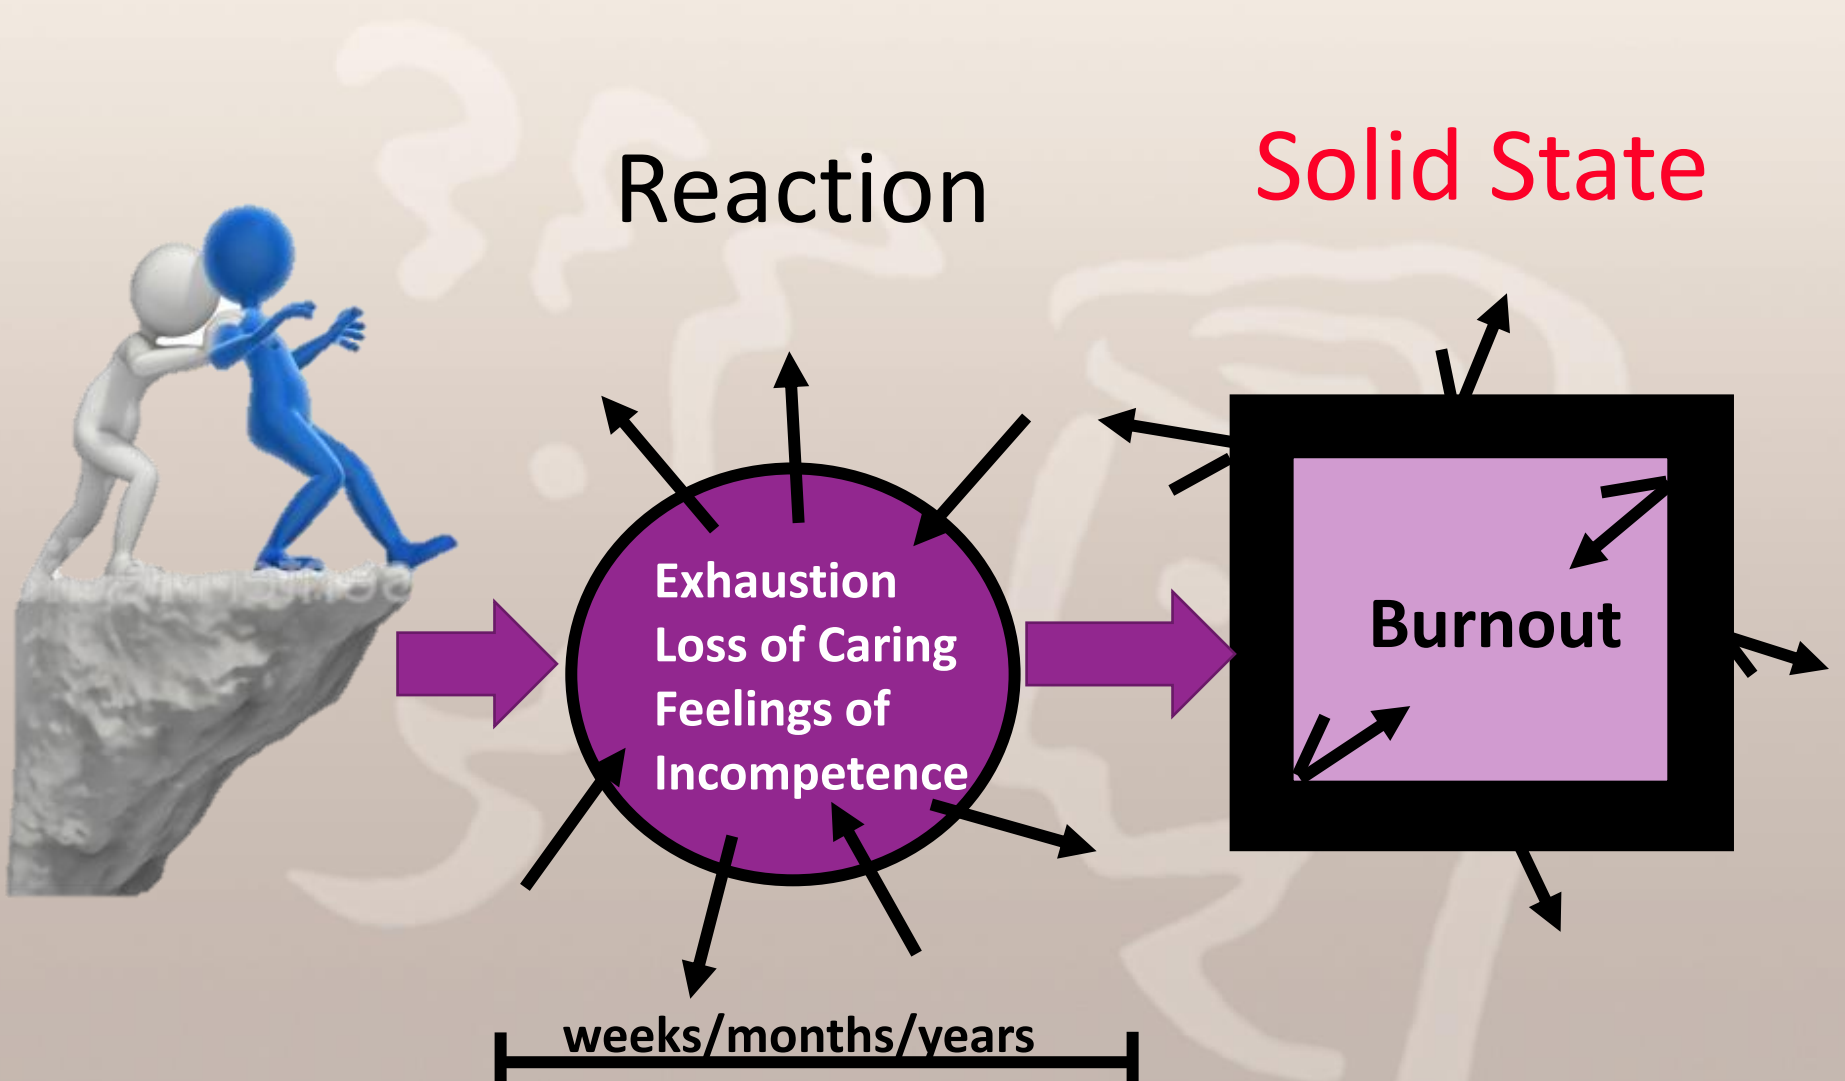 Reaction
Solid State
Exhaustion
Loss of Caring
Feelings of
Incompetence
Burnout
weeks/months/years